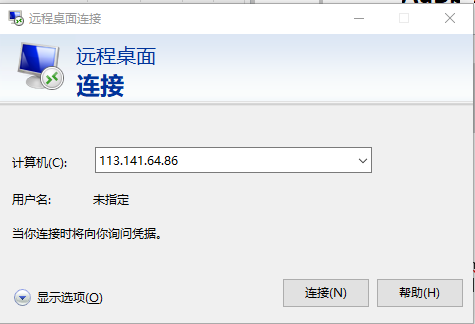 远程桌面连接
远程桌面
连接
计算机(C): 113.141.64.86
用户名: 未指定
当你连接时将向你询问凭据。
显示选项(O) 连接(N) 帮助(H)